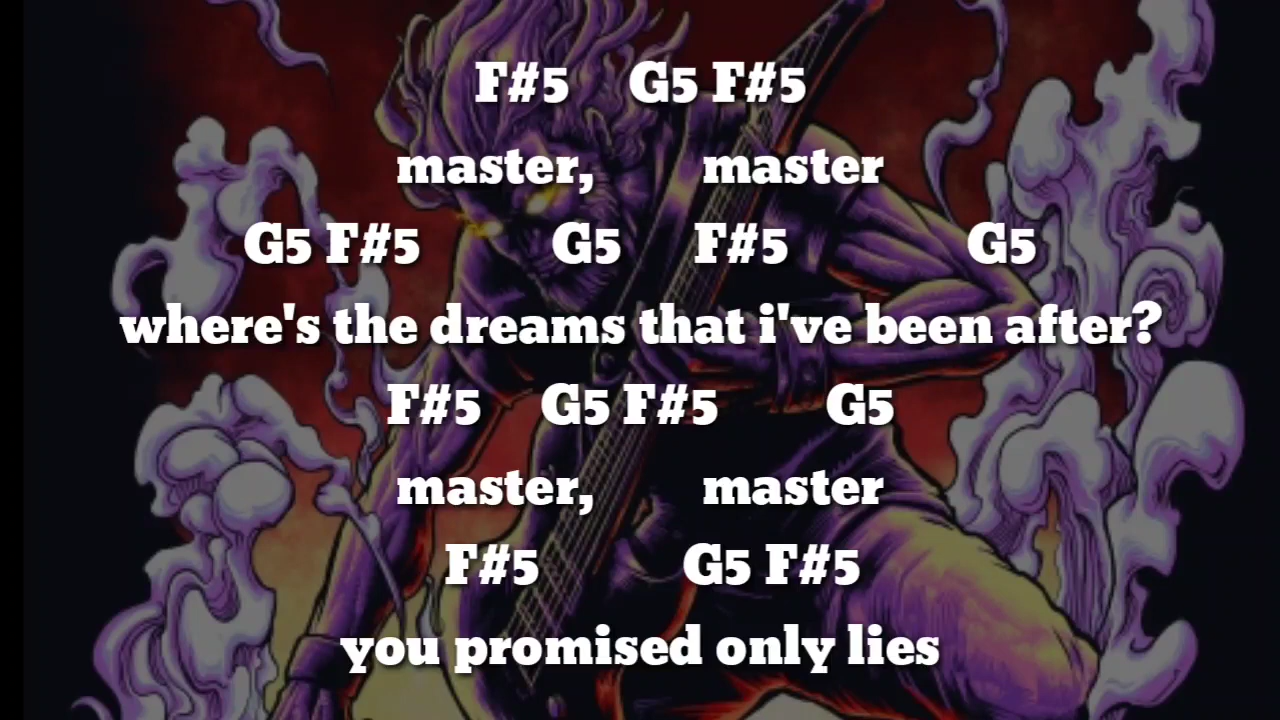 F#5 G5 F#5
master, master
G5 F#5 G5 F#5 G5
where's the dreams that i've been after?
F#5 G5 F#5 G5
master, master
F#5 G5 F#5
you promised only lies